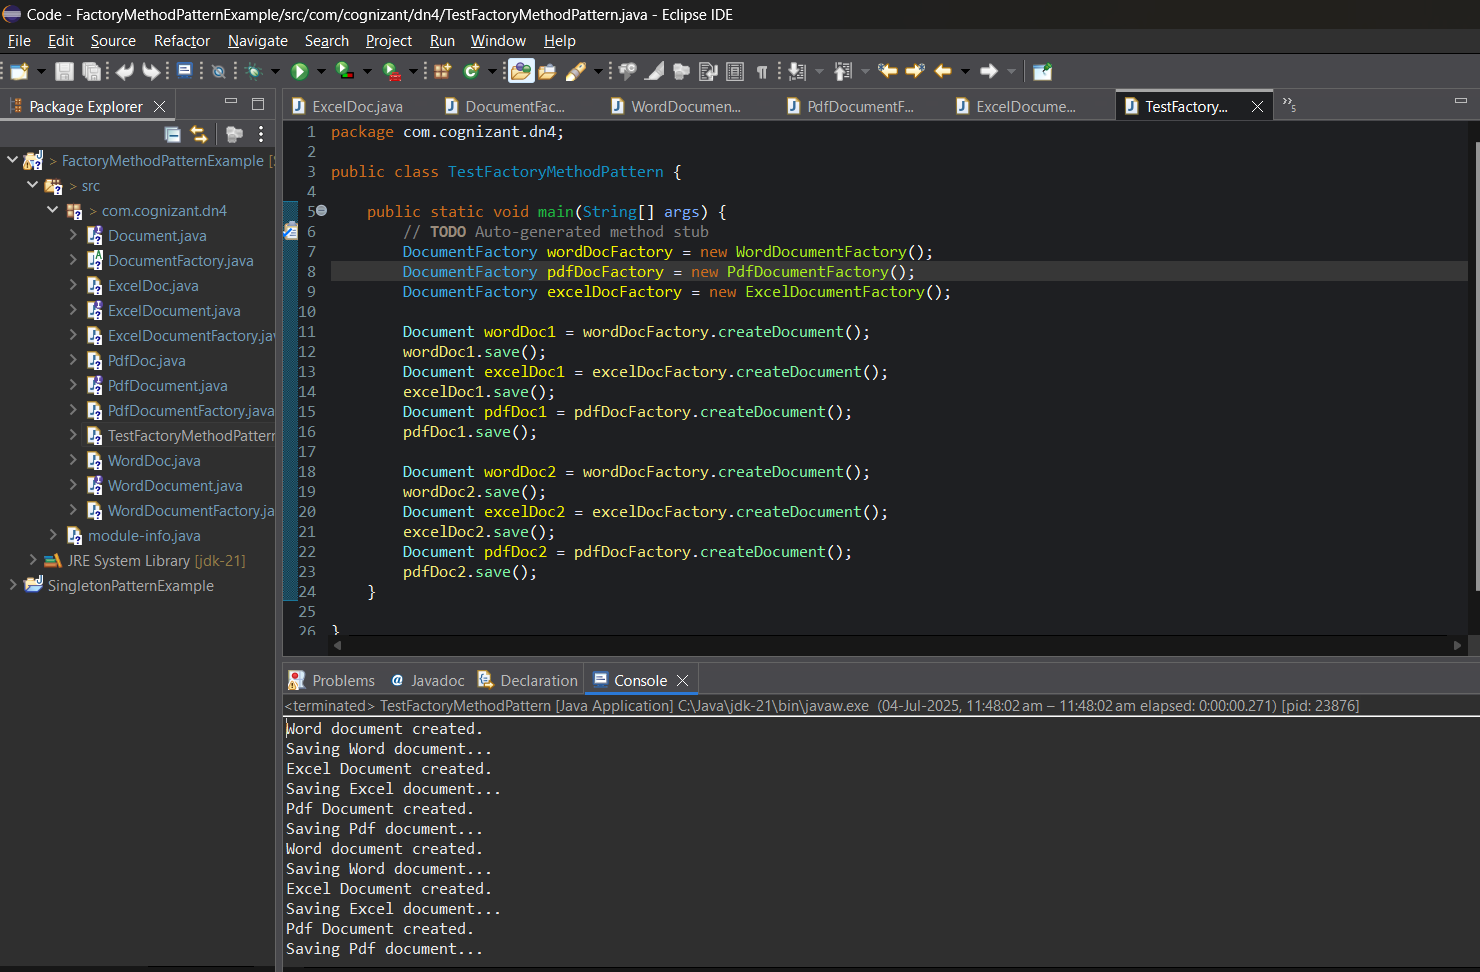 Code - FactoryMethodPatternExample/src/com/cognizant/dn4/TestFactoryMethodPattern.java - Eclipse IDE
File Edit Source Refactor Navigate Search Project Run Window Help
Package Explorer
> FactoryMethodPatternExample [
> src
> com.cognizant.dn4
Document.java
DocumentFactory.java
ExcelDoc.java
ExcelDocument.java
ExcelDocumentFactory.ja
PdfDoc.java
PdfDocument.java
PdfDocumentFactory.java
TestFactoryMethodPatter
WordDoc.java
WordDocument.java
WordDocumentFactory.ja
module-info.java
JRE System Library [jdk-21]
SingletonPatternExample
ExcelDoc.java DocumentFac... WordDocumen... PdfDocumentF... ExcelDocume... TestFactory... »5
1 package com.cognizant.dn4;
2
3 public class TestFactoryMethodPattern {
4
5 public static void main(String[] args) {
6 // TODO Auto-generated method stub
7 DocumentFactory wordDocFactory = new WordDocumentFactory();
8 DocumentFactory pdfDocFactory = new PdfDocumentFactory();
9 DocumentFactory excelDocFactory = new ExcelDocumentFactory();
10
11 Document wordDoc1 = wordDocFactory.createDocument();
12 wordDoc1.save();
13 Document excelDoc1 = excelDocFactory.createDocument();
14 excelDoc1.save();
15 Document pdfDoc1 = pdfDocFactory.createDocument();
16 pdfDoc1.save();
17
18 Document wordDoc2 = wordDocFactory.createDocument();
19 wordDoc2.save();
20 Document excelDoc2 = excelDocFactory.createDocument();
21 excelDoc2.save();
22 Document pdfDoc2 = pdfDocFactory.createDocument();
23 pdfDoc2.save();
24 }
25
26 }
Problems @ Javadoc Declaration Console
<terminated> TestFactoryMethodPattern [Java Application] C:\Java\jdk-21\bin\javaw.exe (04-Jul-2025, 11:48:02 am – 11:48:02 am elapsed: 0:00:00.271) [pid: 23876]
Word document created.
Saving Word document...
Excel Document created.
Saving Excel document...
Pdf Document created.
Saving Pdf document...
Word document created.
Saving Word document...
Excel Document created.
Saving Excel document...
Pdf Document created.
Saving Pdf document...